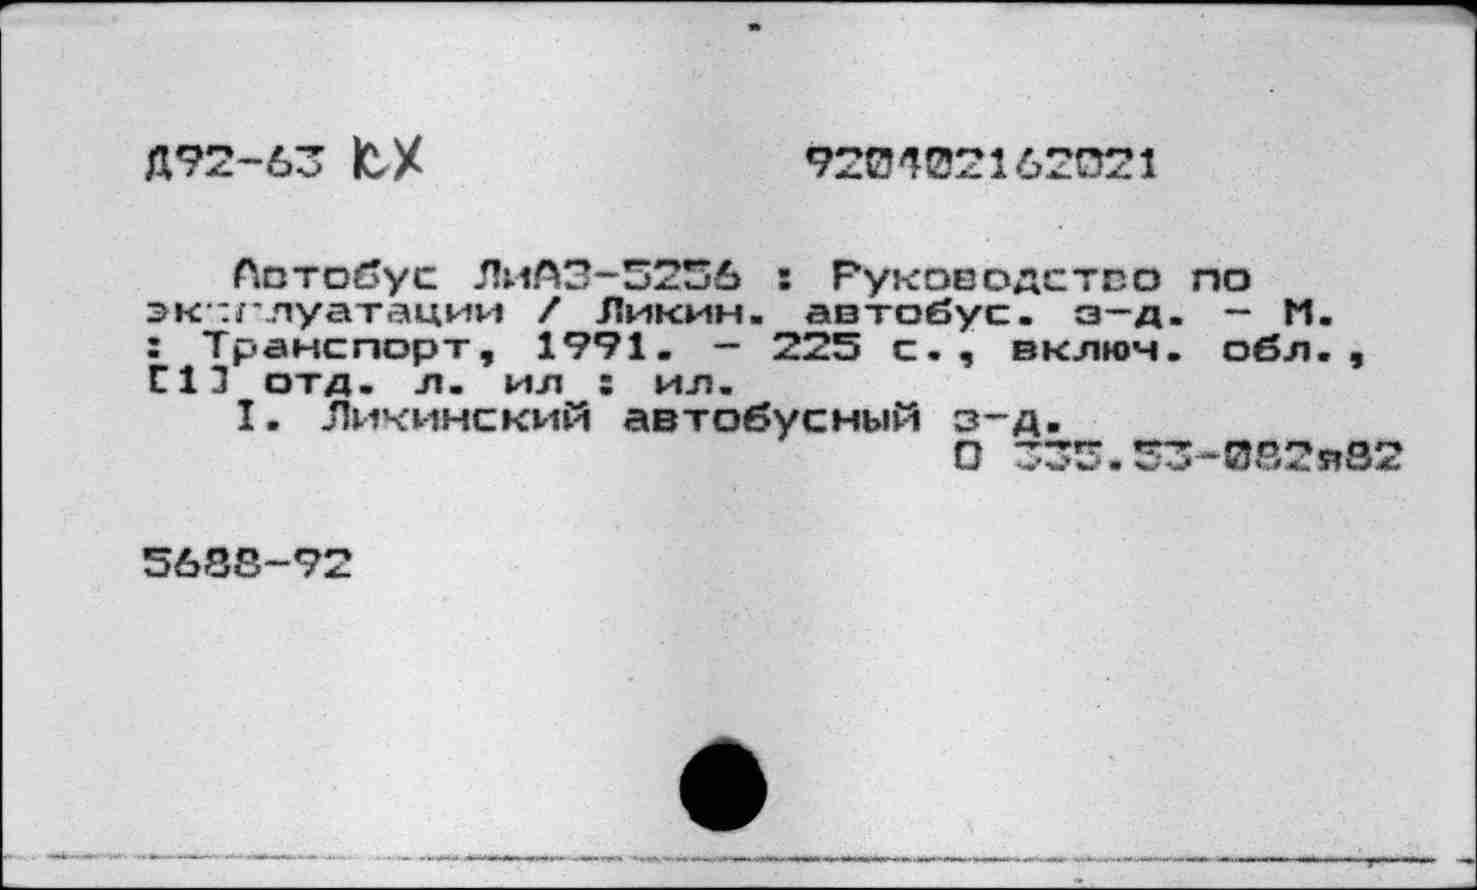 Д92-63 КХ 920402162021
Автобус ЛиАЗ-5256 : Руководство по
эксплуатации / Ликин. автобус. з-д. - М.
: Транспорт, 1991. - 225 с., включ. обл.,
[1] отд. л. ил : ил.
I. Ликинский автобусный з-д.
О 335.53-082я82
5688-92